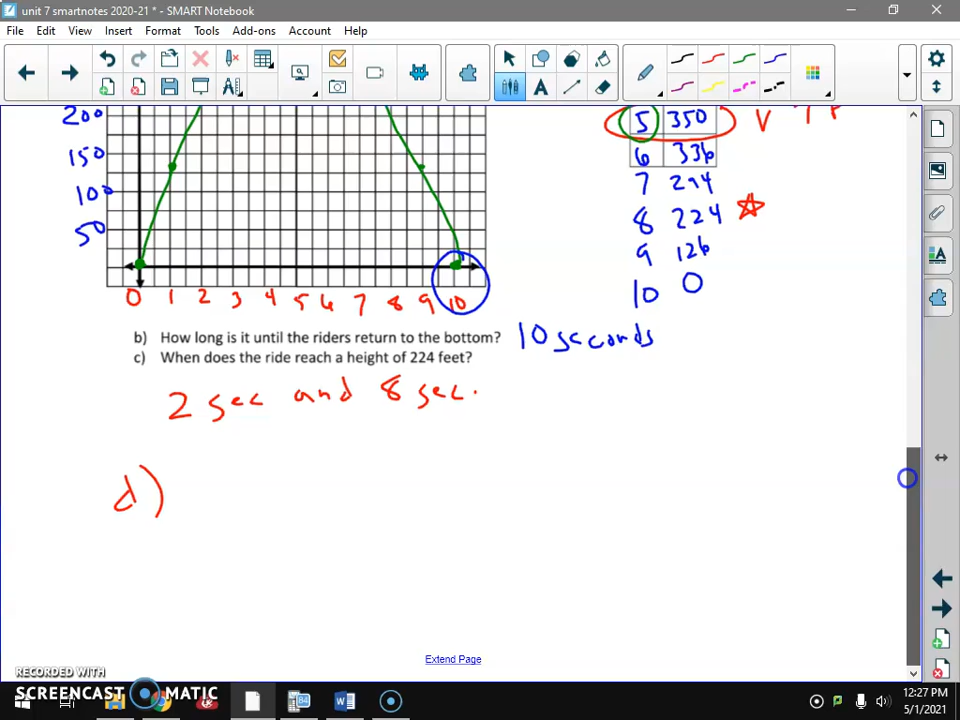 unit 7 smartnotes 2020-21 * - SMART Notebook
File Edit View Insert Format Tools Add-ons Account Help
200
150
100
50
0 1 2 3 4 5 6 7 8 9 10
5 350 V
6 336
7 294
8 224
9 126
10 0
b) How long is it until the riders return to the bottom? 10 seconds
c) When does the ride reach a height of 224 feet?
2 sec and 8 sec.
d)
Extend Page
RECORDED WITH
SCREENCAST MATIC
84
12:27 PM
5/1/2021